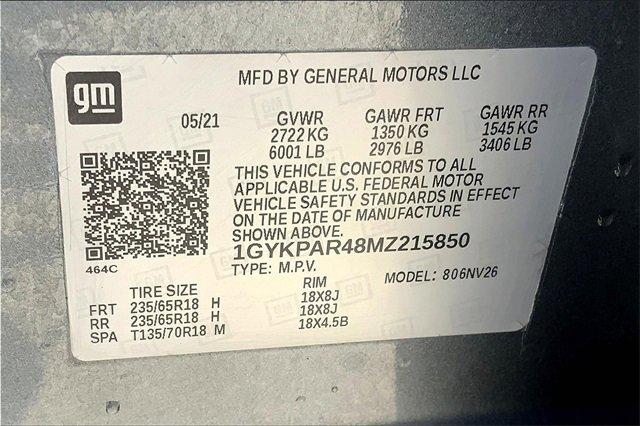 gm
MFD BY GENERAL MOTORS LLC
05/21 GVWR GAWR FRT GAWR RR
2722 KG 1350 KG 1545 KG
6001 LB 2976 LB 3406 LB
THIS VEHICLE CONFORMS TO ALL
APPLICABLE U.S. FEDERAL MOTOR
VEHICLE SAFETY STANDARDS IN EFFECT
ON THE DATE OF MANUFACTURE
SHOWN ABOVE.
464C
1GYKPAR48MZ215850
TYPE: M.P.V. MODEL: 806NV26
TIRE SIZE RIM
FRT 235/65R18 H 18X8J
RR 235/65R18 H 18X8J
SPA T135/70R18 M 18X4.5B